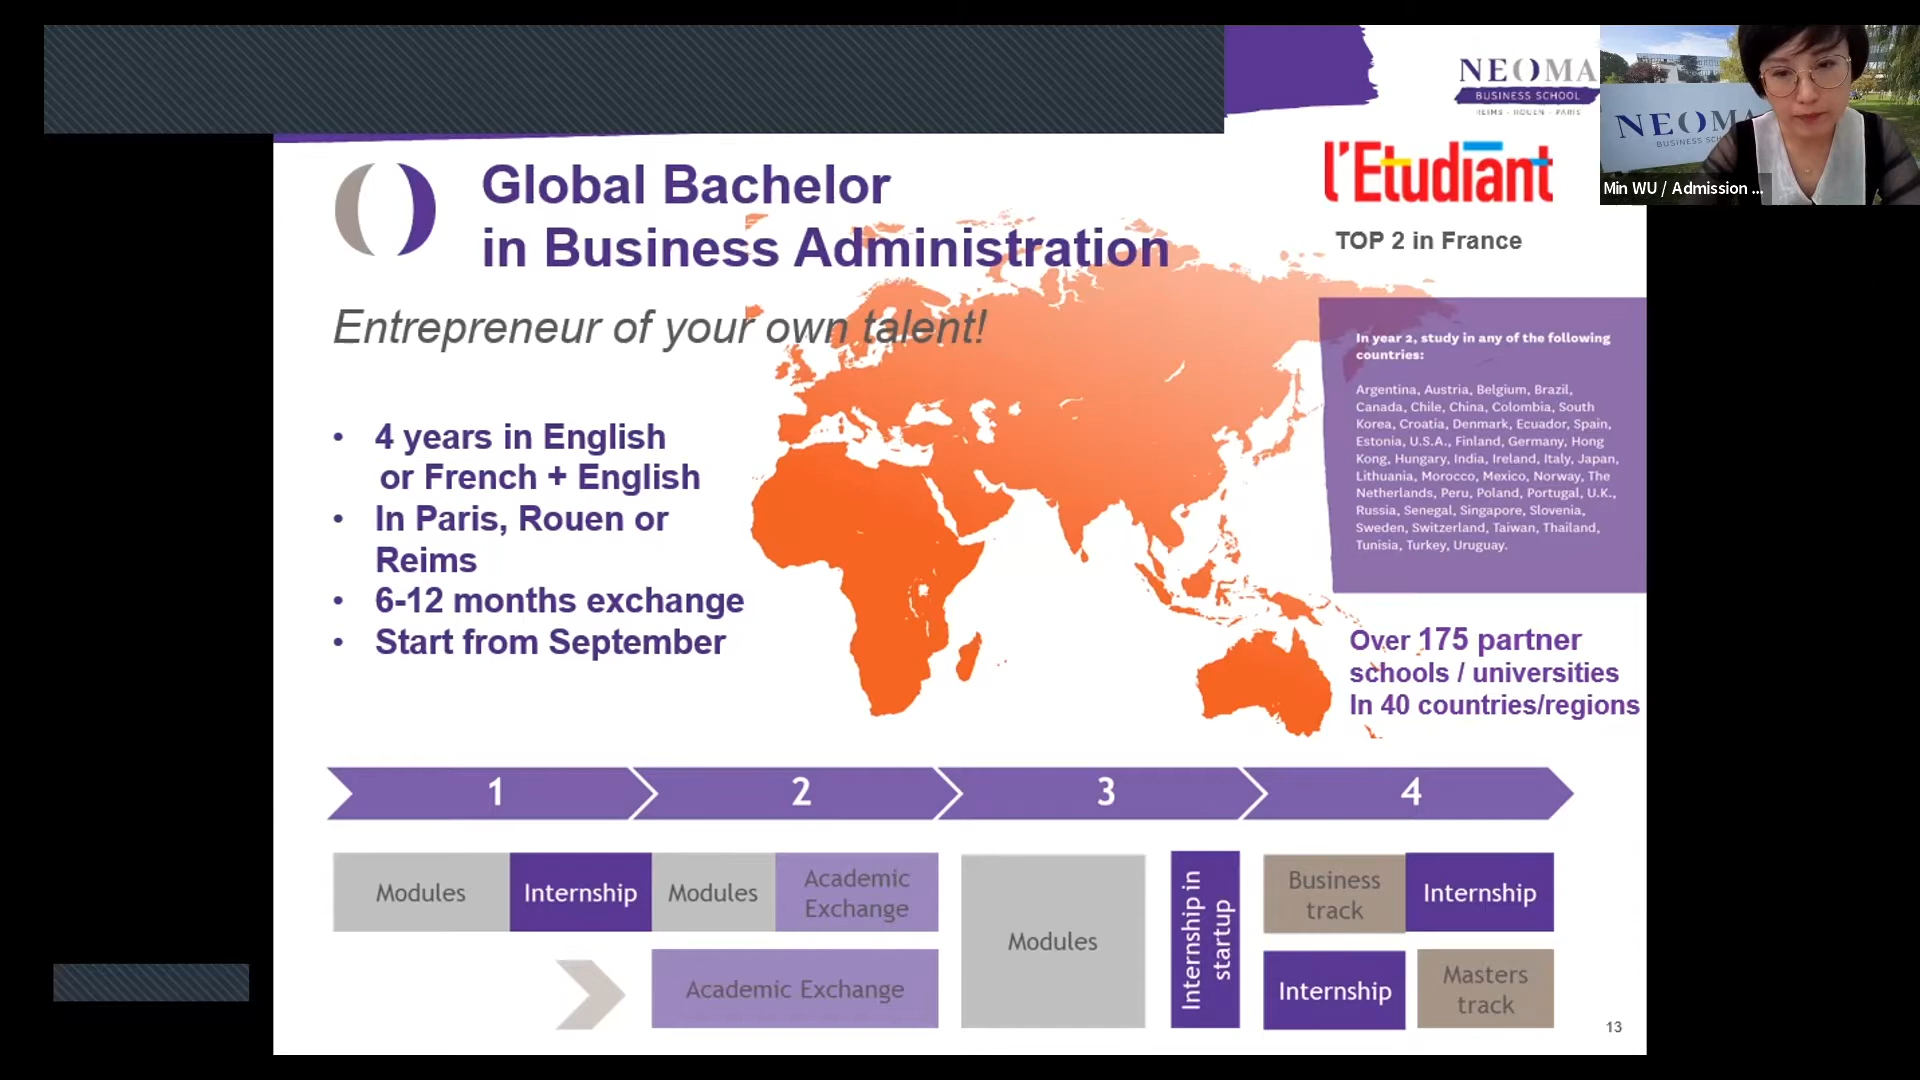 NEOMA
BUSINESS SCHOOL
REIMS - ROUEN - PARIS
NEOMA
BUSINESS SCH
Min WU / Admission ...
l'Etudiant
TOP 2 in France
Global Bachelor
in Business Administration
Entrepreneur of your own talent!
In year 2, study in any of the following
countries:
Argentina, Austria, Belgium, Brazil,
Canada, Chile, China, Colombia, South
Korea, Croatia, Denmark, Ecuador, Spain,
Estonia, U.S.A., Finland, Germany, Hong
Kong, Hungary, India, Ireland, Italy, Japan,
Lithuania, Morocco, Mexico, Norway, The
Netherlands, Peru, Poland, Portugal, U.K.,
Russia, Senegal, Singapore, Slovenia,
Sweden, Switzerland, Taiwan, Thailand,
Tunisia, Turkey, Uruguay.
• 4 years in English
or French + English
• In Paris, Rouen or
Reims
• 6-12 months exchange
• Start from September
Over 175 partner
schools / universities
In 40 countries/regions
1 2 3 4
Modules
Internship
Modules
Academic
Exchange
Academic Exchange
Modules
Internship in
startup
Business
track
Internship
Internship
Masters
track
13